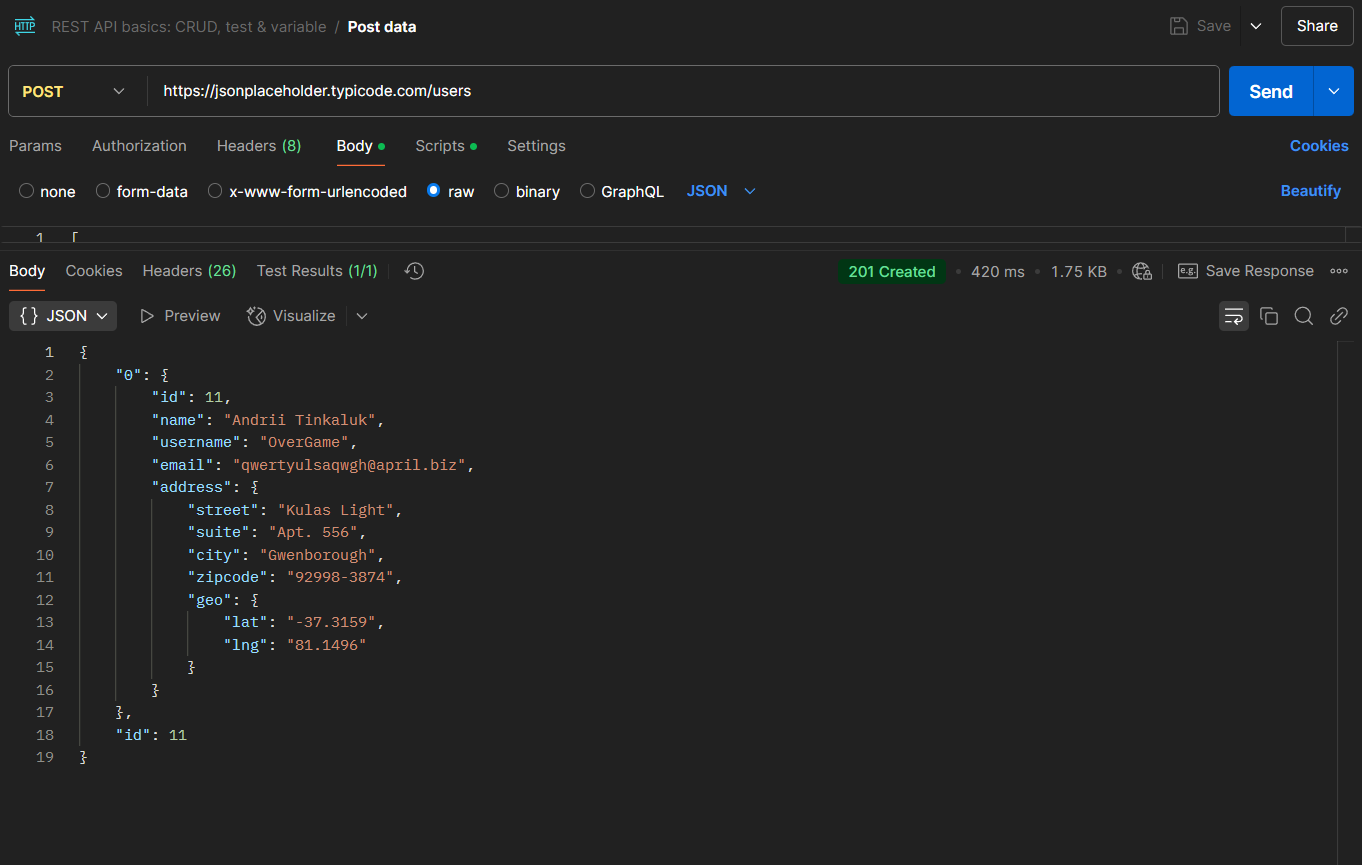 HTTP REST API basics: CRUD, test & variable / Post data Save Share
POST https://jsonplaceholder.typicode.com/users Send
Params Authorization Headers (8) Body Scripts Settings Cookies
none form-data x-www-form-urlencoded raw binary GraphQL JSON Beautify
1 [
Body Cookies Headers (26) Test Results (1/1) 201 Created 420 ms 1.75 KB e.g. Save Response
{} JSON Preview Visualize
1 {
2 "0": {
3 "id": 11,
4 "name": "Andrii Tinkaluk",
5 "username": "OverGame",
6 "email": "qwertyulsaqwgh@april.biz",
7 "address": {
8 "street": "Kulas Light",
9 "suite": "Apt. 556",
10 "city": "Gwenborough",
11 "zipcode": "92998-3874",
12 "geo": {
13 "lat": "-37.3159",
14 "lng": "81.1496"
15 }
16 }
17 },
18 "id": 11
19 }